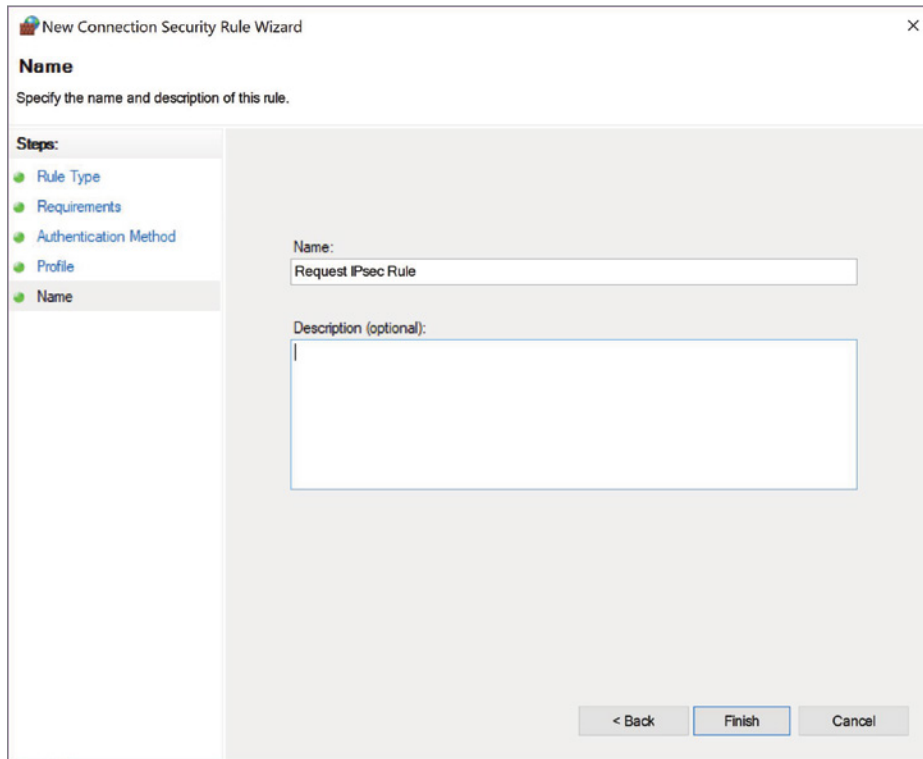 New Connection Security Rule Wizard
Name
Specify the name and description of this rule.
Steps:
Rule Type
Requirements
Authentication Method
Profile
Name
Name:
Request IPsec Rule
Description (optional):
< Back
Finish
Cancel